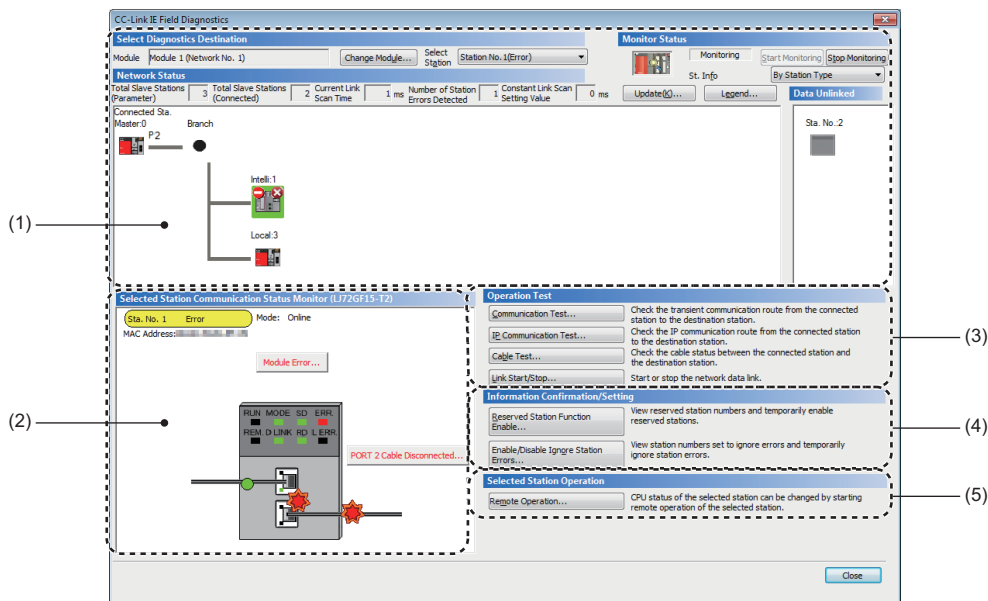 CC-Link IE Field Diagnostics
Select Diagnostics Destination
Monitor Status
Module Module 1 (Network No. 1) Change Module... Select Station Station No.1(Error)
Monitoring Start Monitoring Stop Monitoring
Network Status
St. Info By Station Type
Total Slave Stations (Parameter) 3 Total Slave Stations (Connected) 2 Current Link Scan Time 1 ms Number of Station Errors Detected 1 Constant Link Scan Setting Value 0 ms
Update(K)... Legend... Data Unlinked
Connected Sta.
Master:0 Branch
P2
Sta. No.:2
Intelli:1
Local:3
(1)
Selected Station Communication Status Monitor (LJ72GF15-T2)
Sta. No. 1 Error Mode: Online
MAC Address:
Module Error...
RUN MODE SD ERR.
REM. D LINK RD L ERR.
PORT 2 Cable Disconnected...
(2)
Operation Test
Communication Test... Check the transient communication route from the connected
station to the destination station.
IP Communication Test... Check the IP communication route from the connected station
to the destination station.
Cable Test... Check the cable status between the connected station and
the destination station.
Link Start/Stop... Start or stop the network data link.
(3)
Information Confirmation/Setting
Reserved Station Function Enable... View reserved station numbers and temporarily enable
reserved stations.
Enable/Disable Ignore Station Errors... View station numbers set to ignore errors and temporarily
ignore station errors.
(4)
Selected Station Operation
Remote Operation... CPU status of the selected station can be changed by starting
remote operation of the selected station.
(5)
Close